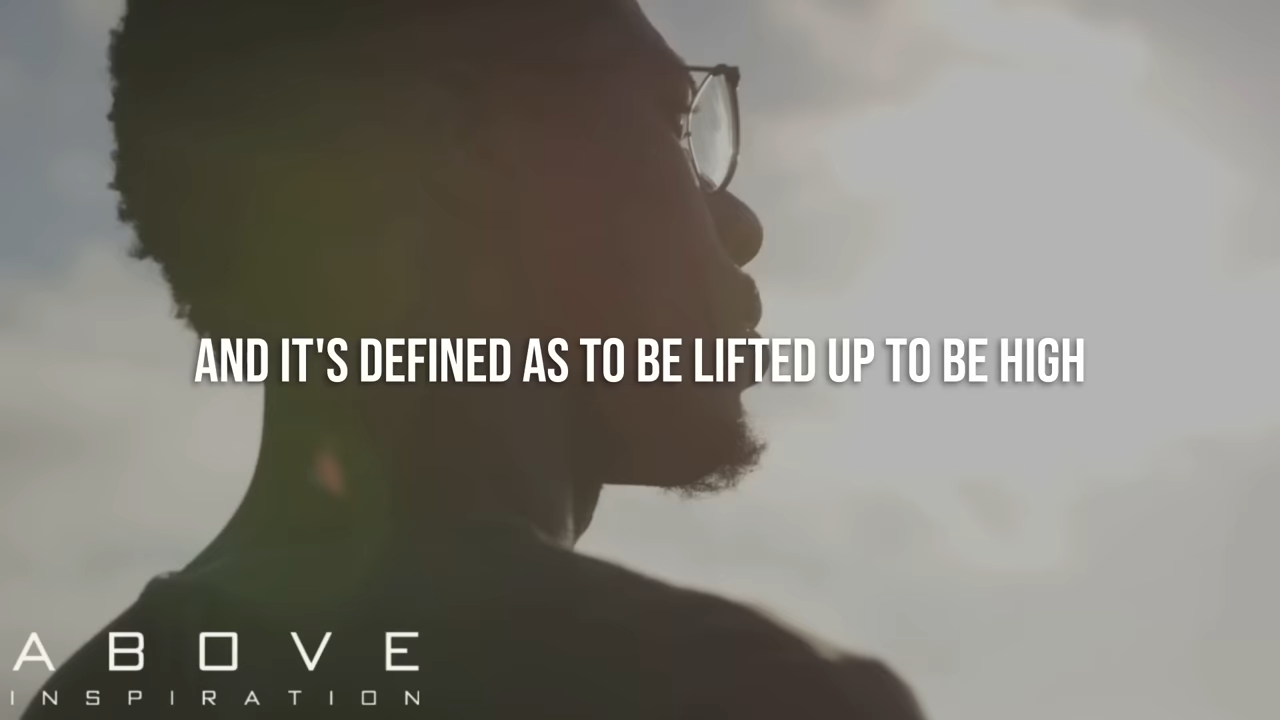 AND IT'S DEFINED AS TO BE LIFTED UP TO BE HIGH
ABOVE
INSPIRATION